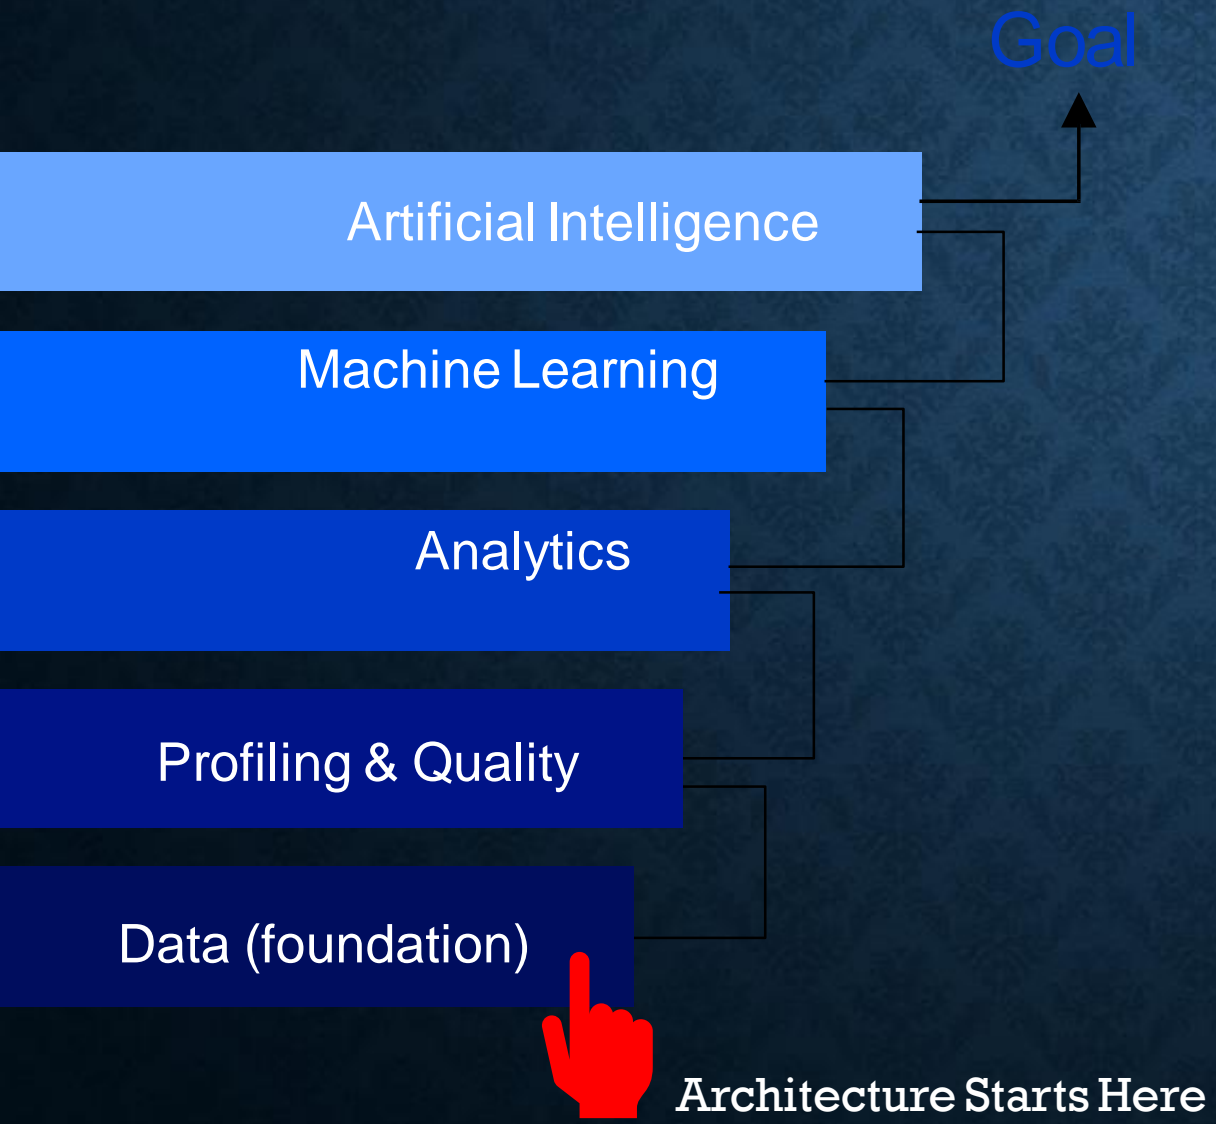 Goal
Artificial Intelligence
Machine Learning
Analytics
Profiling & Quality
Data (foundation)
Architecture Starts Here